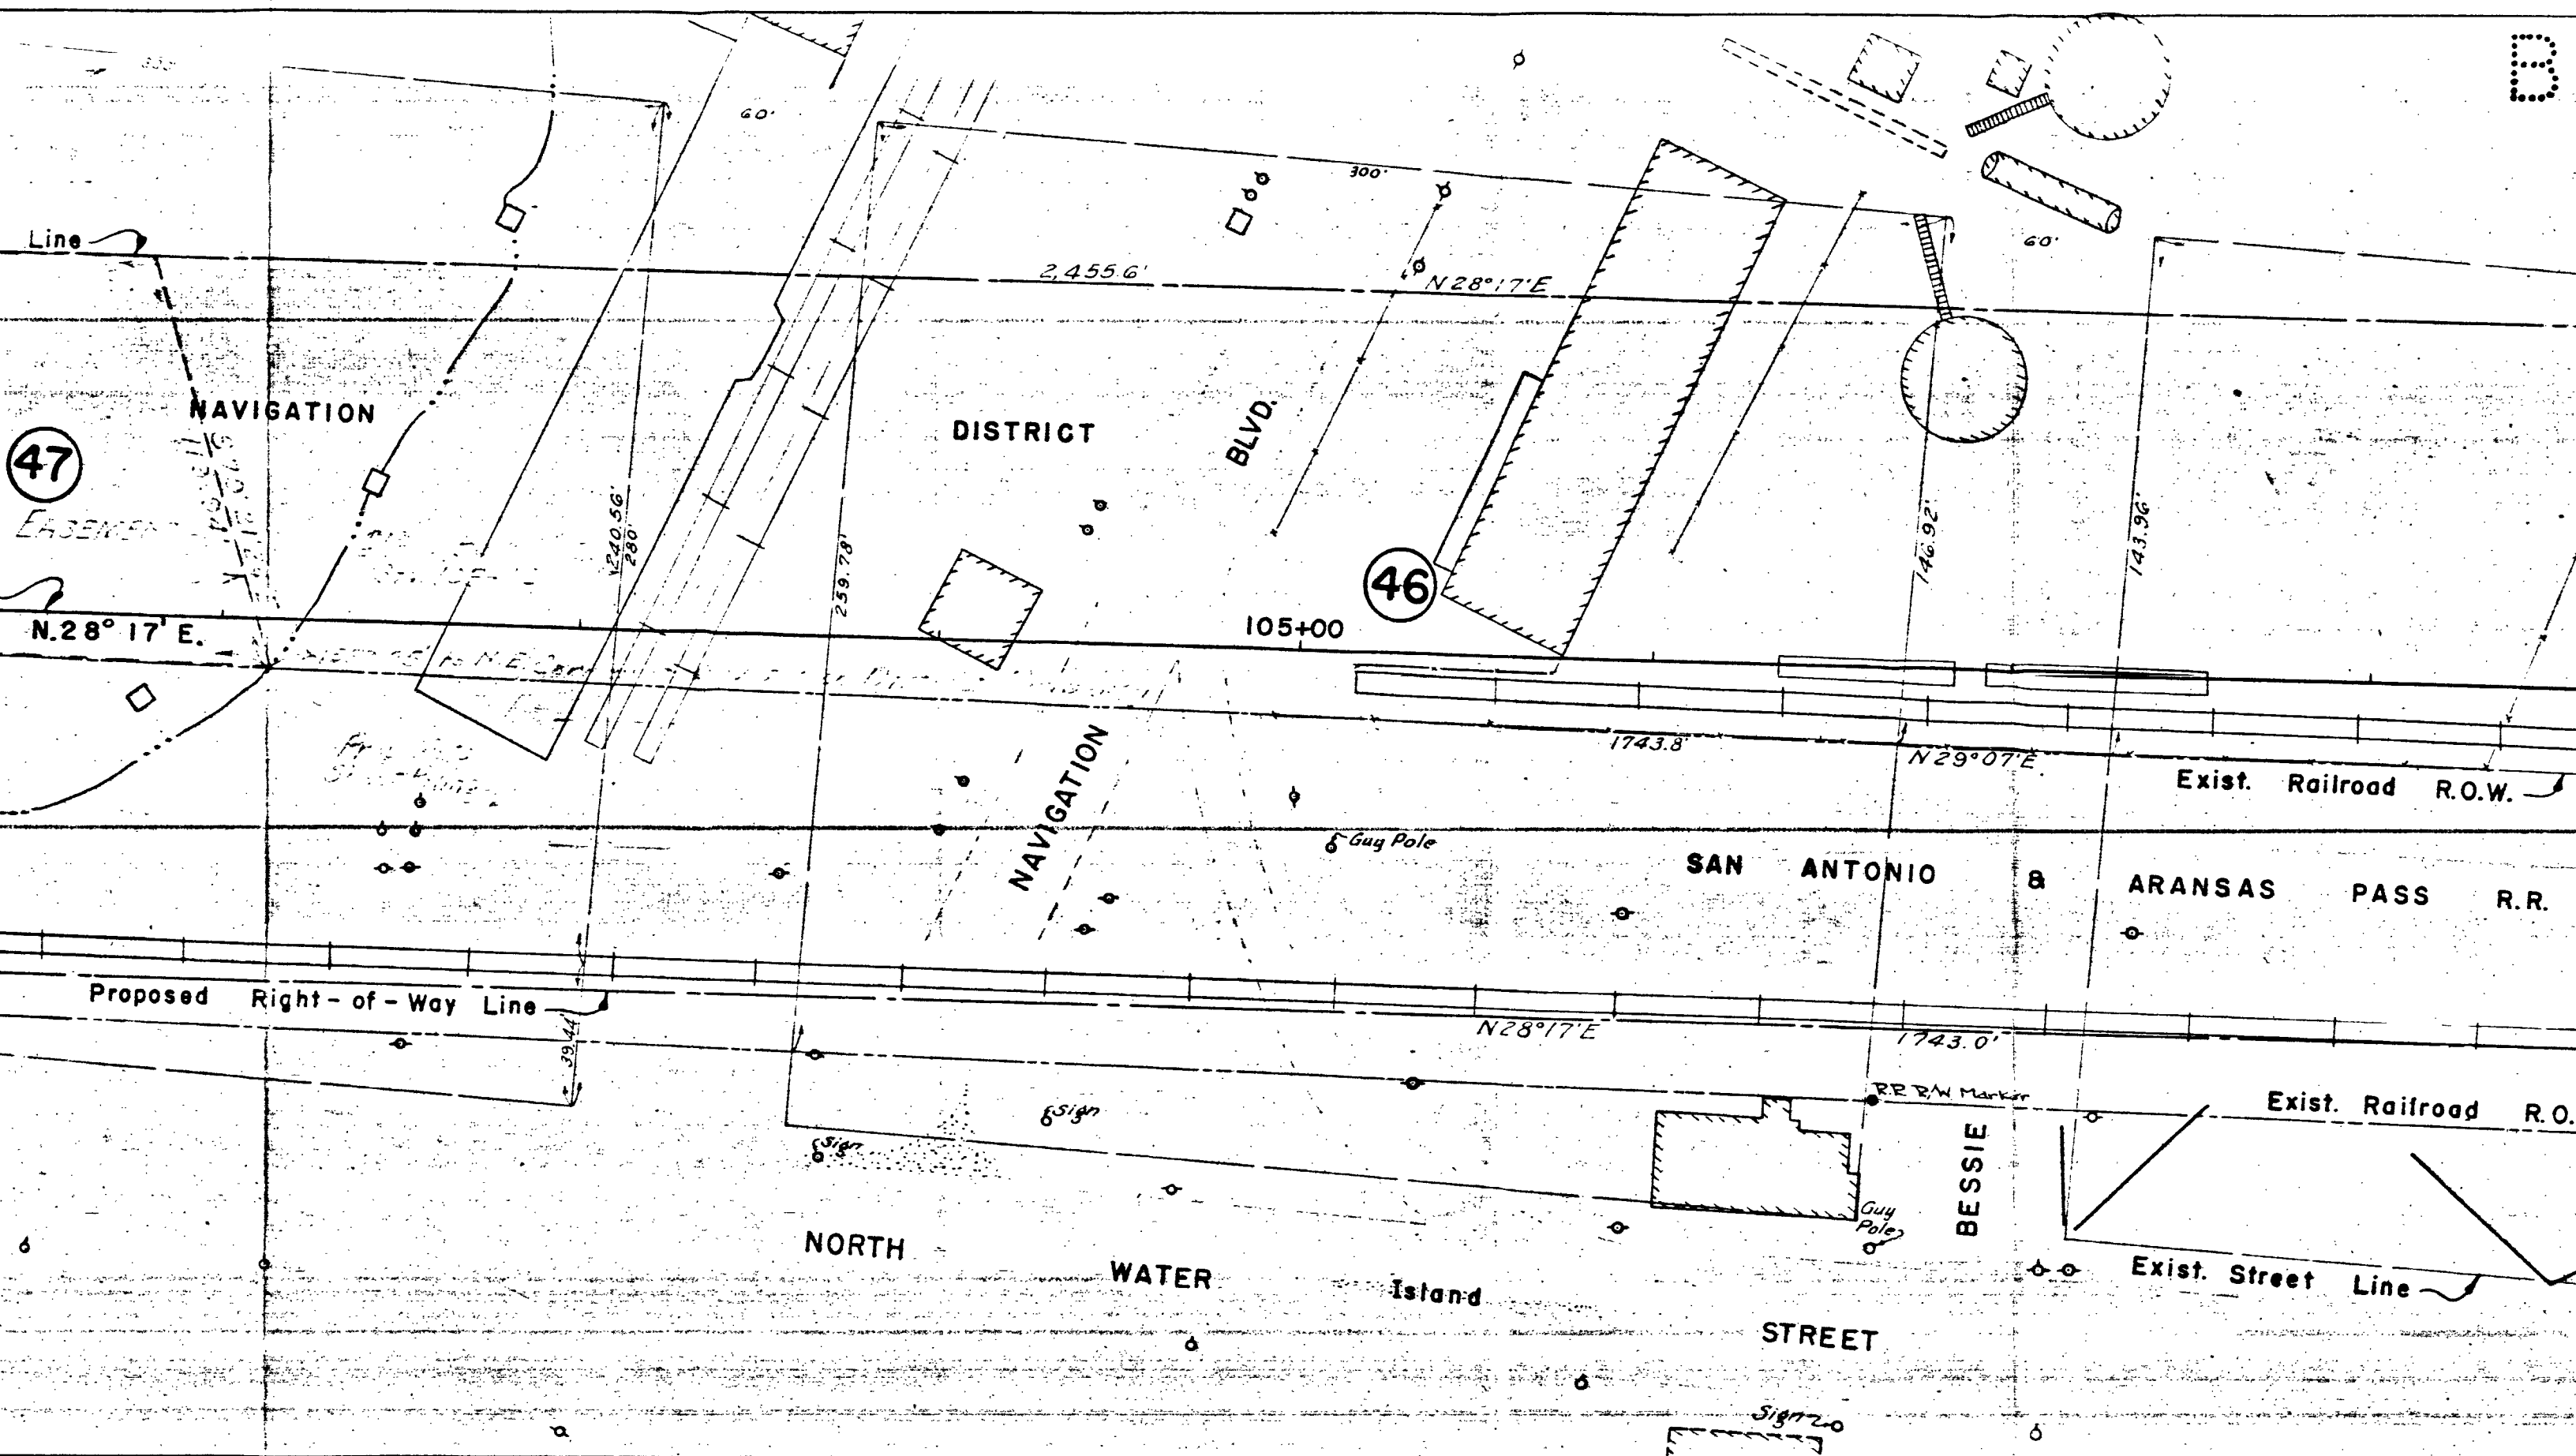 B
60'
300'
Line
60'
2,455.6'
N 28°17'E
NAVIGATION
DISTRICT
BLVD.
47
EASEMEN
240.56'
280'
259.78'
46
146.92'
143.96'
N.28° 17' E.
105+00
1743.8'
N 29°07'E.
Exist. Railroad R.O.W.
NAVIGATION
Guy Pole
SAN ANTONIO & ARANSAS PASS R.R.
Proposed Right-of-Way Line
39.44'
N28°17'E
1743.0'
R.R. R/W Marker
Exist. Railroad R.O.
Sign
Sign
BESSIE
Guy
Pole
NORTH WATER Island STREET
Exist. Street Line
Sign